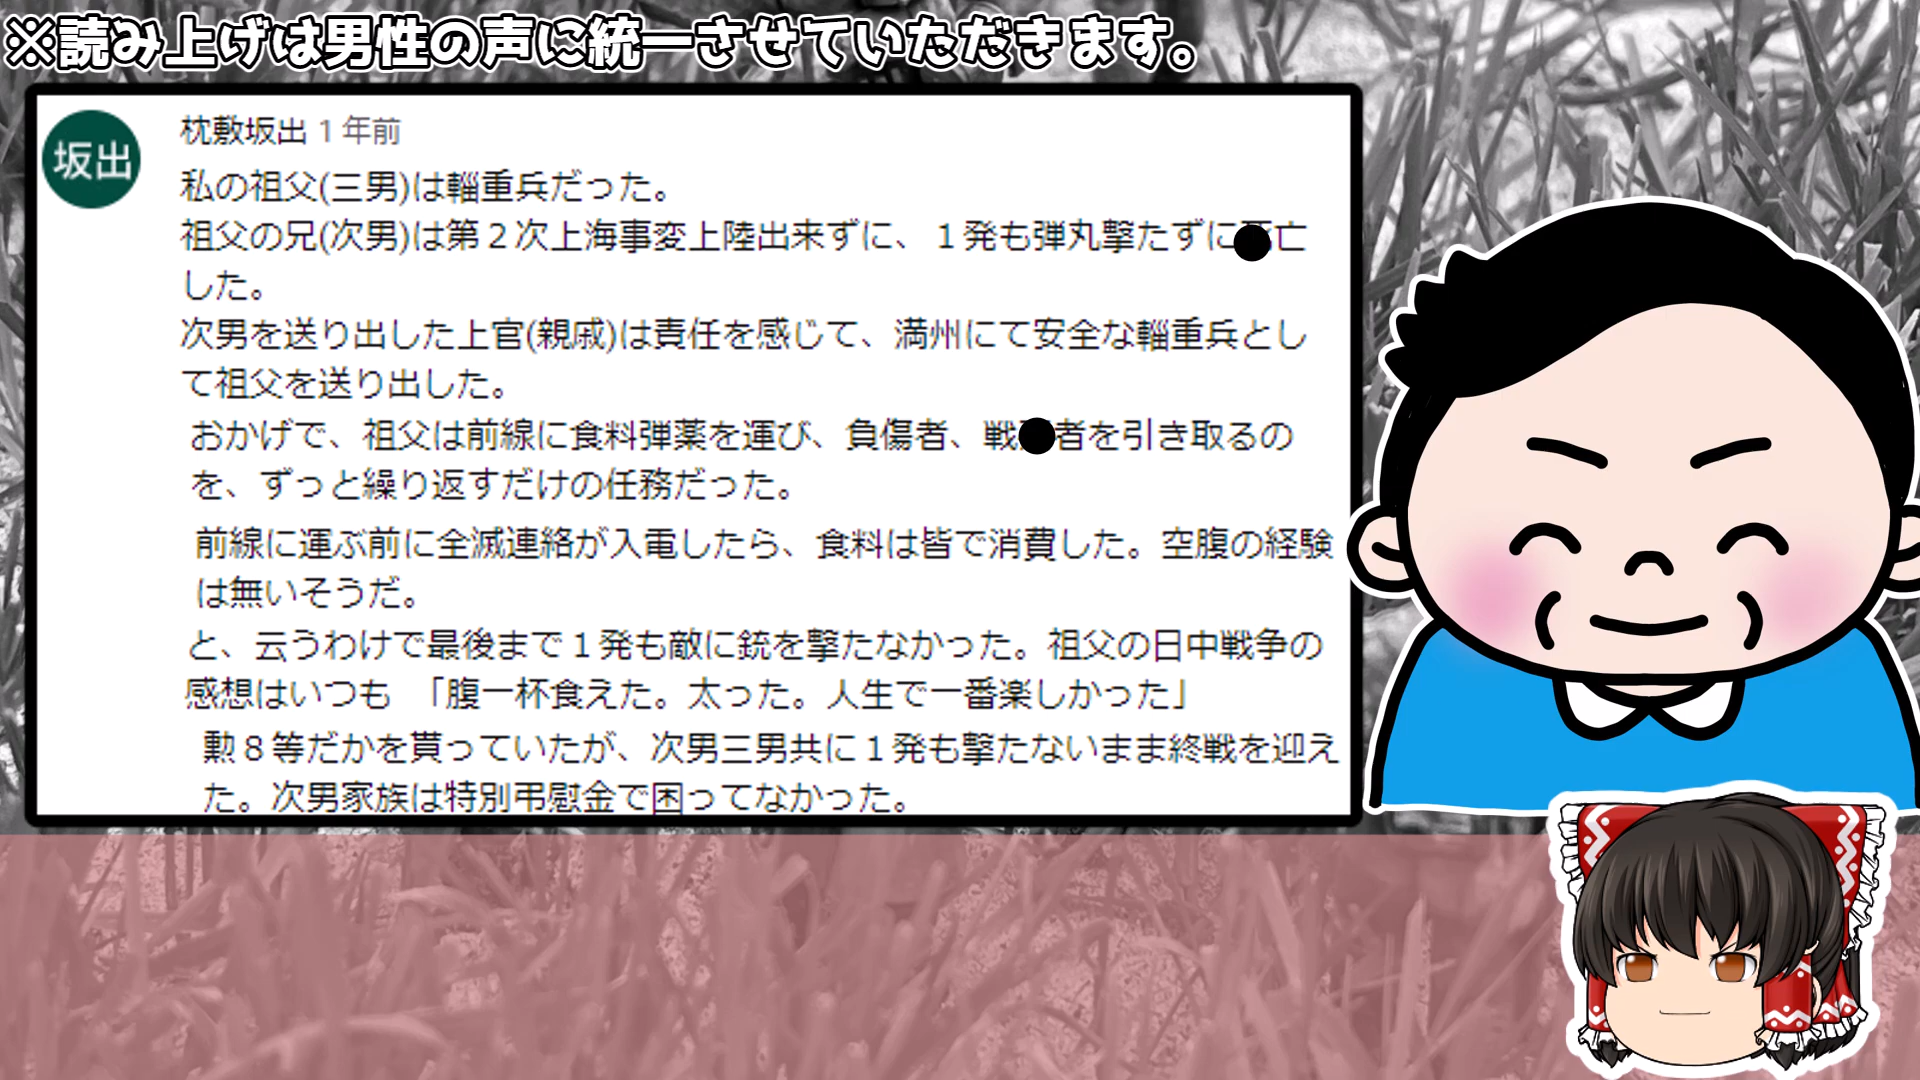 ※読み上げは男性の声に統一させていただきます。
坂出
枕敷坂出 1 年前
私の祖父(三男)は輜重兵だった。
祖父の兄(次男)は第２次上海事変上陸出来ずに、１発も弾丸撃たずに●亡
した。
次男を送り出した上官(親戚)は責任を感じて、満州にて安全な輜重兵とし
て祖父を送り出した。
おかげで、祖父は前線に食料弾薬を運び、負傷者、戦●者を引き取るの
を、ずっと繰り返すだけの任務だった。
前線に運ぶ前に全滅連絡が入電したら、食料は皆で消費した。空腹の経験
は無いそうだ。
と、云うわけで最後まで１発も敵に銃を撃たなかった。祖父の日中戦争の
感想はいつも　「腹一杯食えた。太った。人生で一番楽しかった」
勲８等だかを貰っていたが、次男三男共に１発も撃たないまま終戦を迎え
た。次男家族は特別弔慰金で困ってなかった。